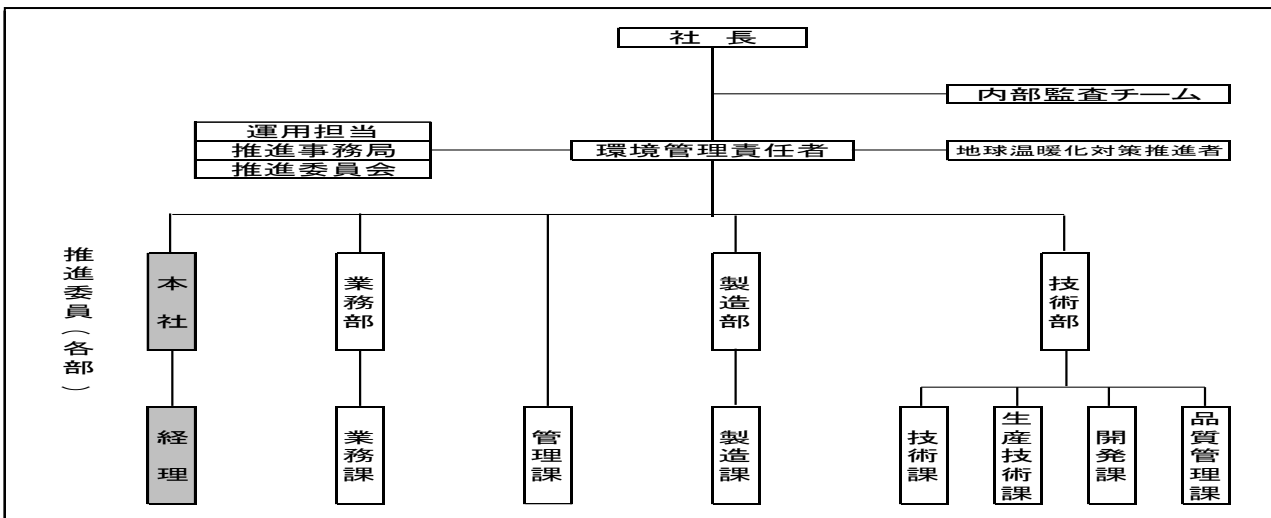 社長
内部監査チーム
運用担当
推進事務局
推進委員会
環境管理責任者
地球温暖化対策推進者
推進委員(各部)
本社
業務部
製造部
技術部
経理
業務課
管理課
製造課
技術課
生産技術課
開発課
品質管理課